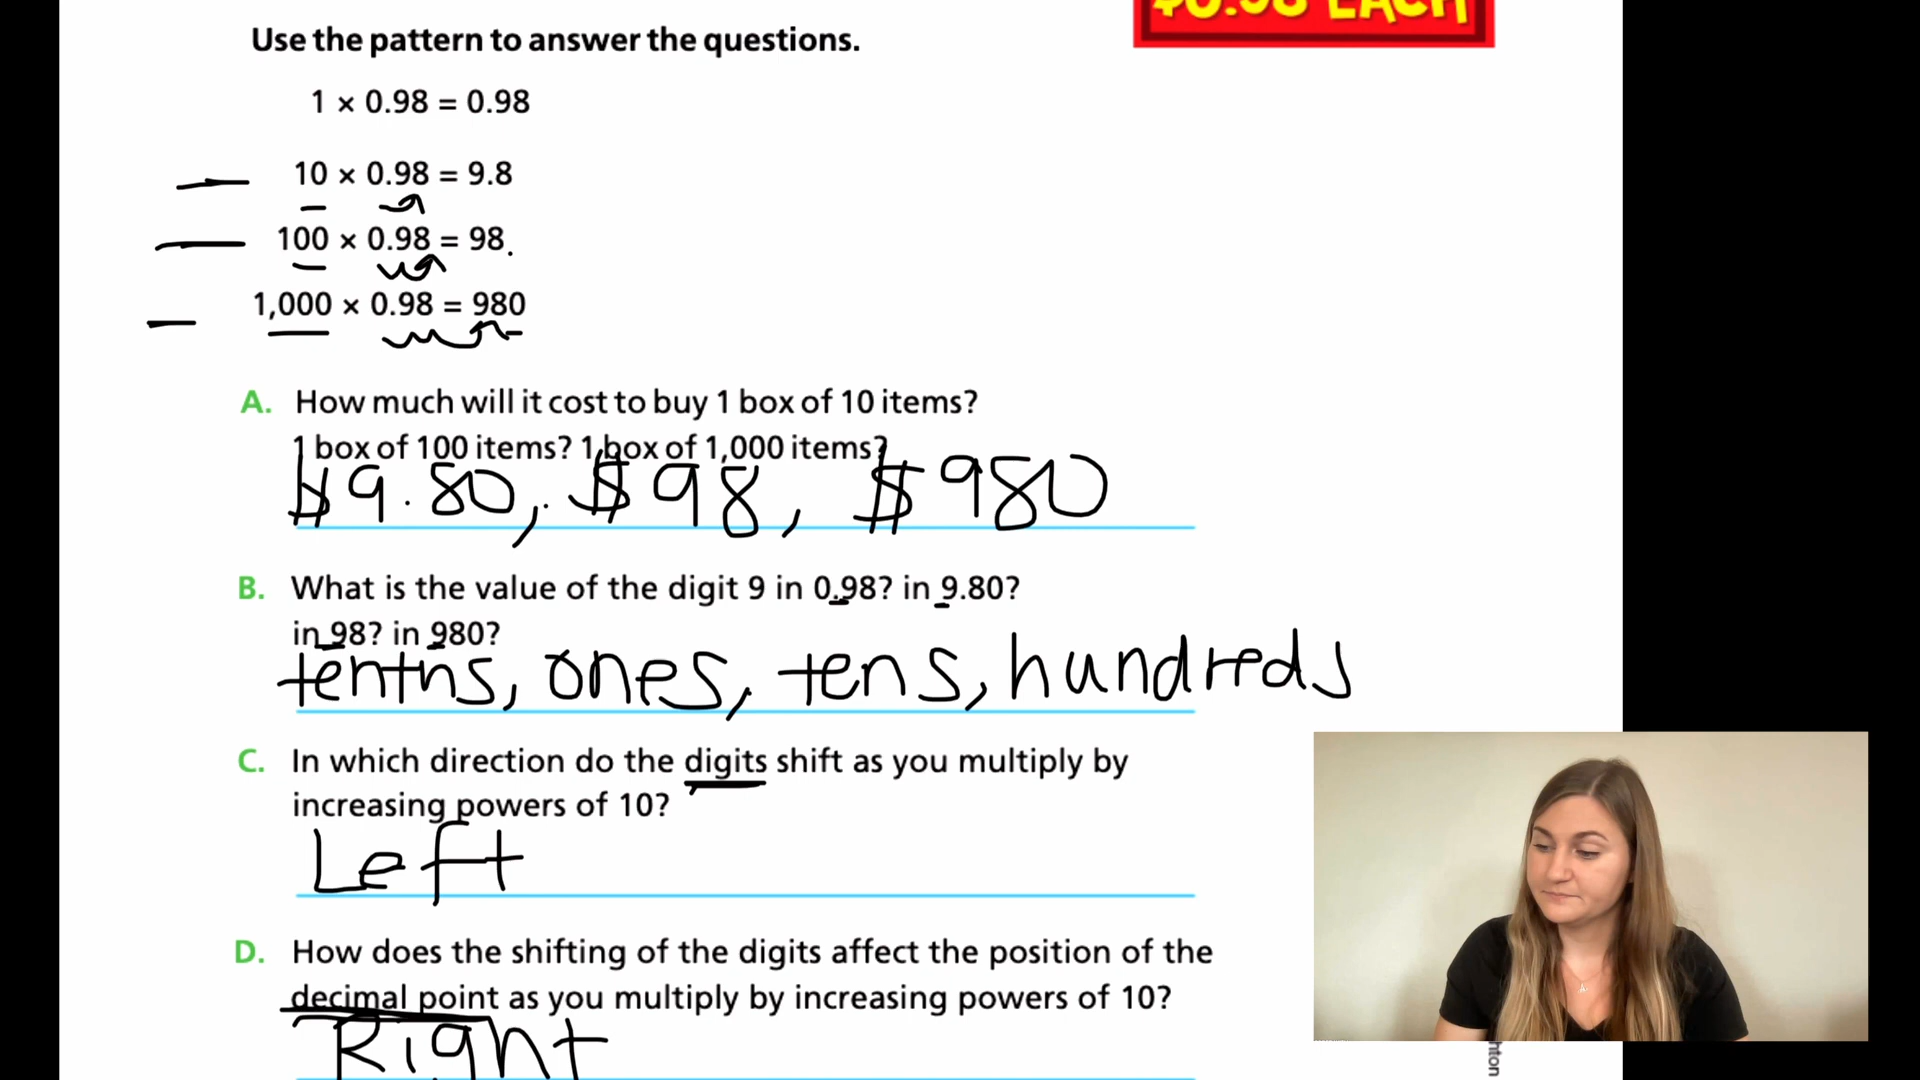 $0.98 EACH
Use the pattern to answer the questions.
1 × 0.98 = 0.98
10 × 0.98 = 9.8
100 × 0.98 = 98.
1,000 × 0.98 = 980
A. How much will it cost to buy 1 box of 10 items?
1 box of 100 items? 1 box of 1,000 items?
$9.80, $98, $980
B. What is the value of the digit 9 in 0.98? in 9.80?
in 98? in 980?
tenths, ones, tens, hundreds
C. In which direction do the digits shift as you multiply by
increasing powers of 10?
Left
D. How does the shifting of the digits affect the position of the
decimal point as you multiply by increasing powers of 10?
Right